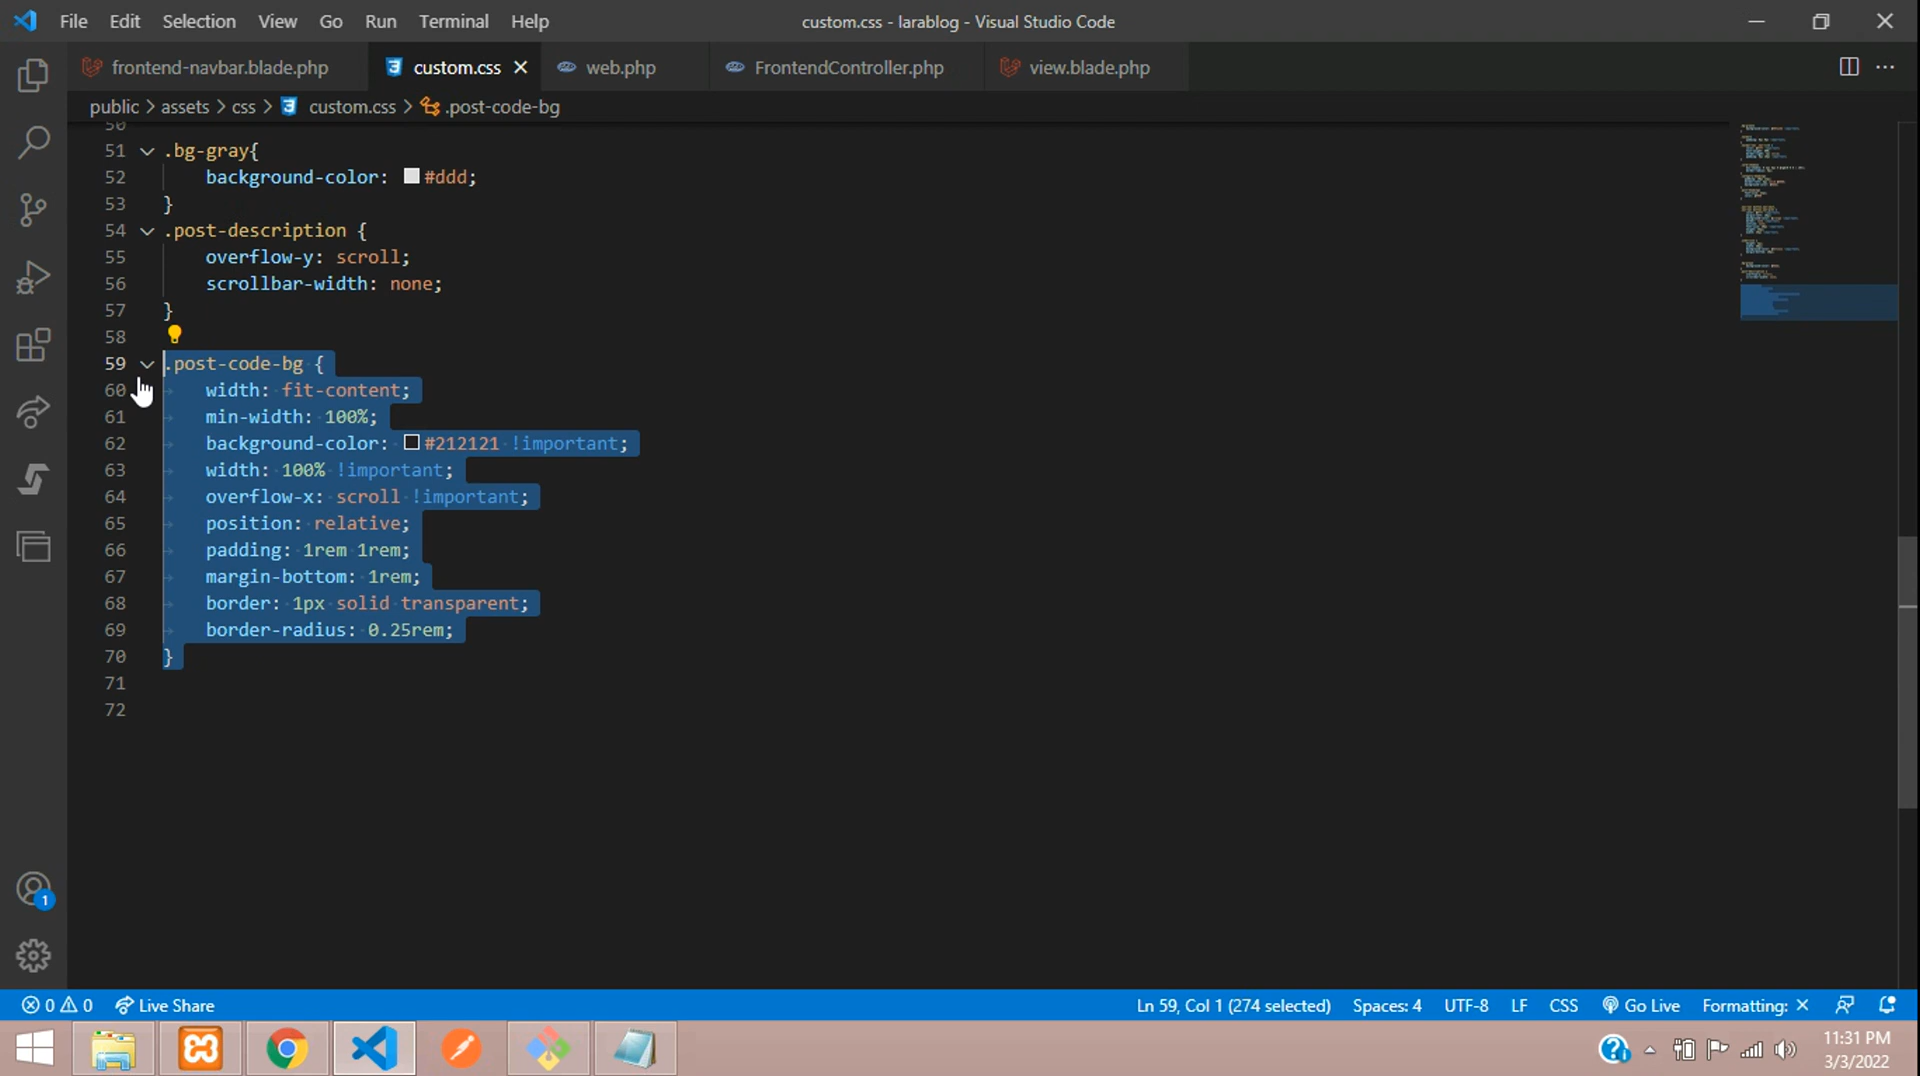 File Edit Selection View Go Run Terminal Help custom.css - larablog - Visual Studio Code
frontend-navbar.blade.php custom.css web.php FrontendController.php view.blade.php
public > assets > css > custom.css > .post-code-bg
50
51 .bg-gray{
52 background-color: #ddd;
53 }
54 .post-description {
55 overflow-y: scroll;
56 scrollbar-width: none;
57 }
58
59 .post-code-bg {
60 width: fit-content;
61 min-width: 100%;
62 background-color: #212121 !important;
63 width: 100% !important;
64 overflow-x: scroll !important;
65 position: relative;
66 padding: 1rem 1rem;
67 margin-bottom: 1rem;
68 border: 1px solid transparent;
69 border-radius: 0.25rem;
70 }
71
72
1
0 0 Live Share Ln 59, Col 1 (274 selected) Spaces: 4 UTF-8 LF CSS Go Live Formatting: ×
11:31 PM
3/3/2022